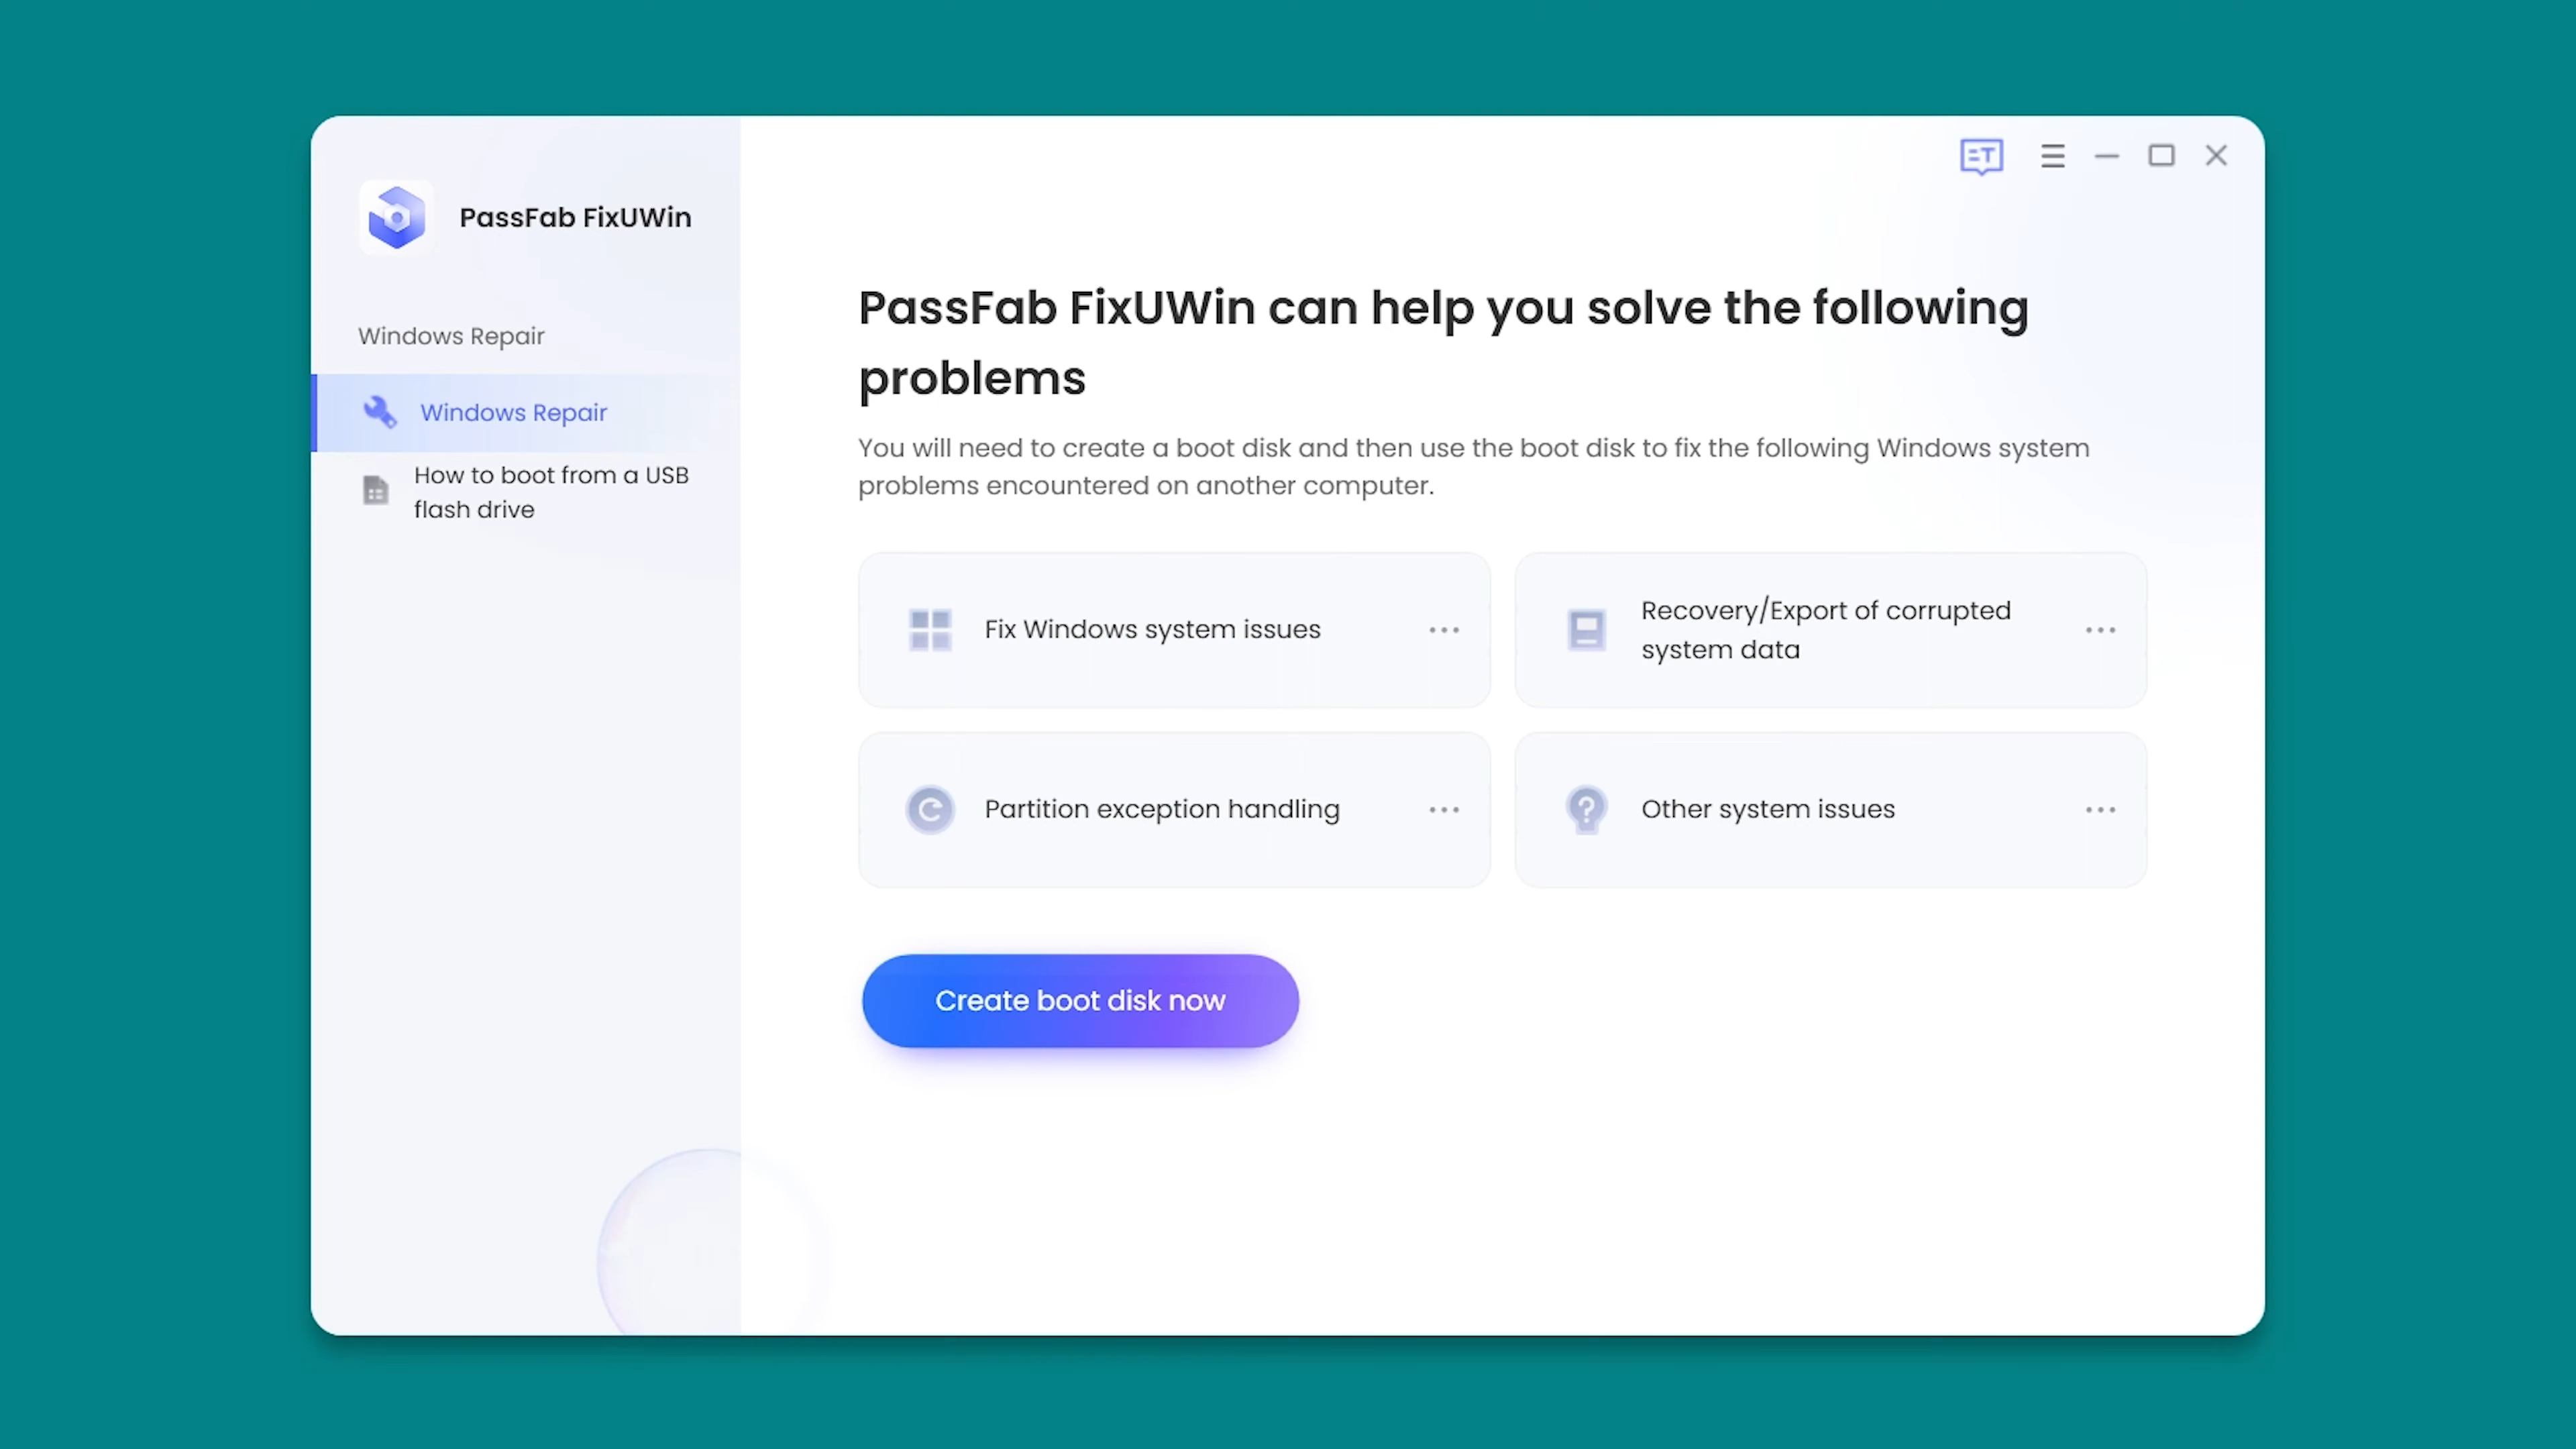 PassFab FixUWin
Windows Repair
Windows Repair
How to boot from a USB
flash drive
PassFab FixUWin can help you solve the following
problems
You will need to create a boot disk and then use the boot disk to fix the following Windows system
problems encountered on another computer.
Fix Windows system issues
Recovery/Export of corrupted
system data
Partition exception handling
Other system issues
Create boot disk now